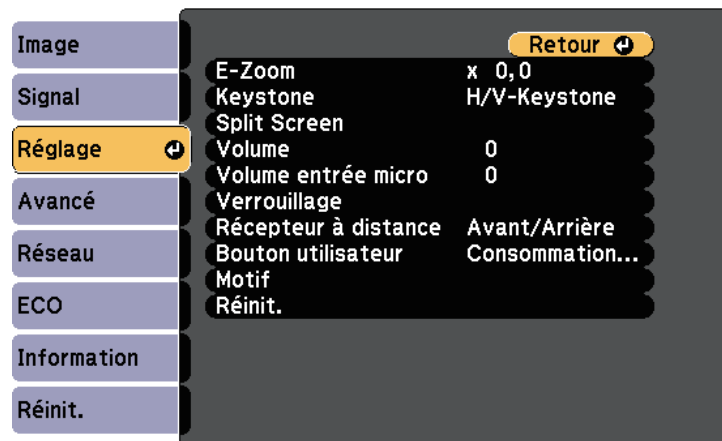 Image
Signal
Réglage
Avancé
Réseau
ECO
Information
Réinit.
Retour
E-Zoom x 0,0
Keystone H/V-Keystone
Split Screen
Volume 0
Volume entrée micro 0
Verrouillage
Récepteur à distance Avant/Arrière
Bouton utilisateur Consommation...
Motif
Réinit.